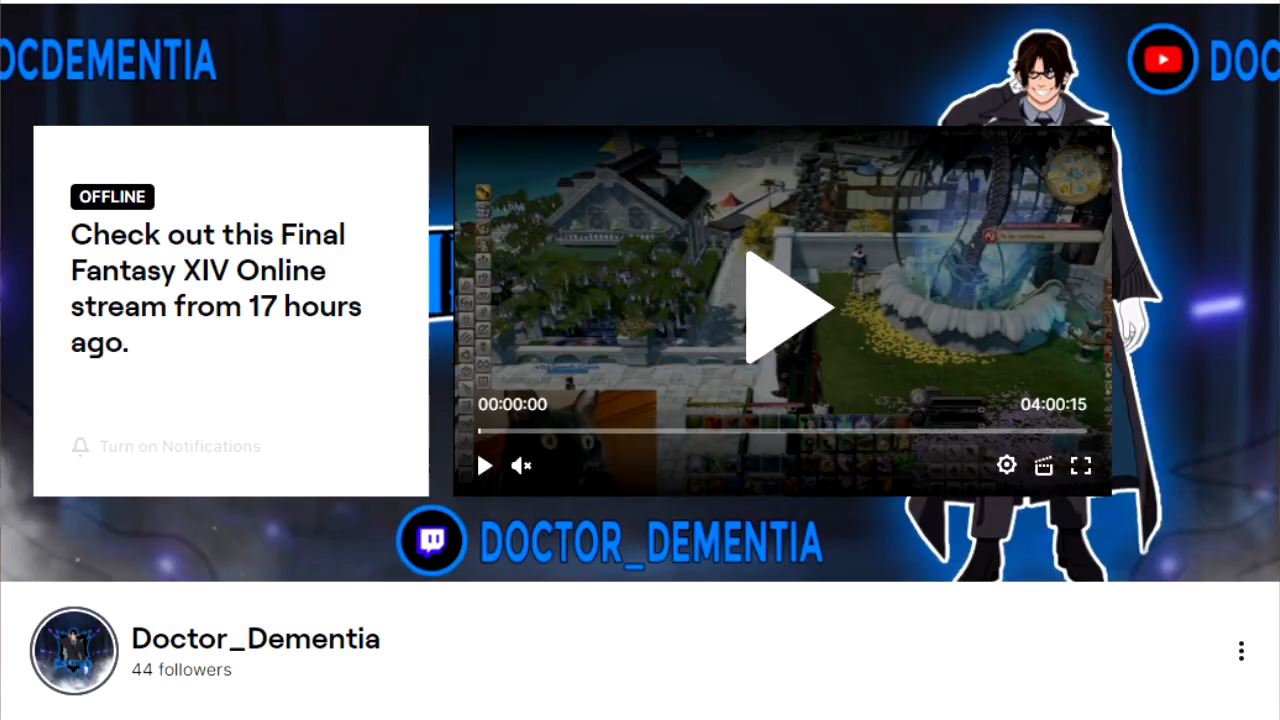 OCDEMENTIA
DOC
OFFLINE
Check out this Final
Fantasy XIV Online
stream from 17 hours
ago.
Turn on Notifications
00:00:00
04:00:15
DOCTOR_DEMENTIA
Doctor_Dementia
44 followers